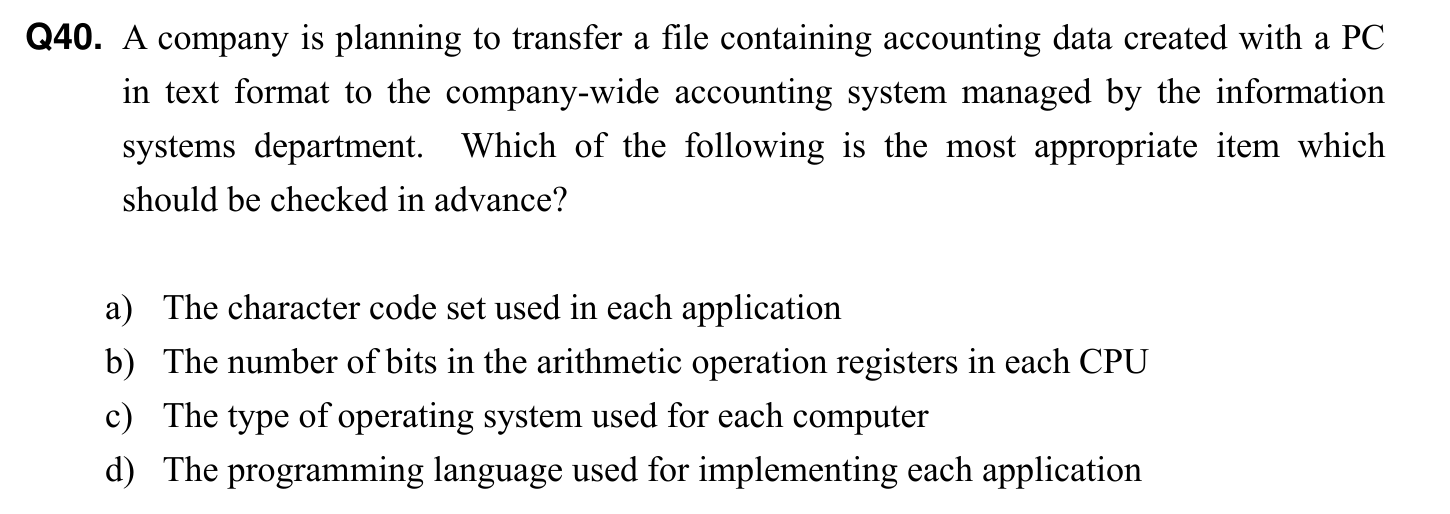 Q40. A company is planning to transfer a file containing accounting data created with a PC
in text format to the company-wide accounting system managed by the information
systems department. Which of the following is the most appropriate item which
should be checked in advance?
a) The character code set used in each application
b) The number of bits in the arithmetic operation registers in each CPU
c) The type of operating system used for each computer
d) The programming language used for implementing each application